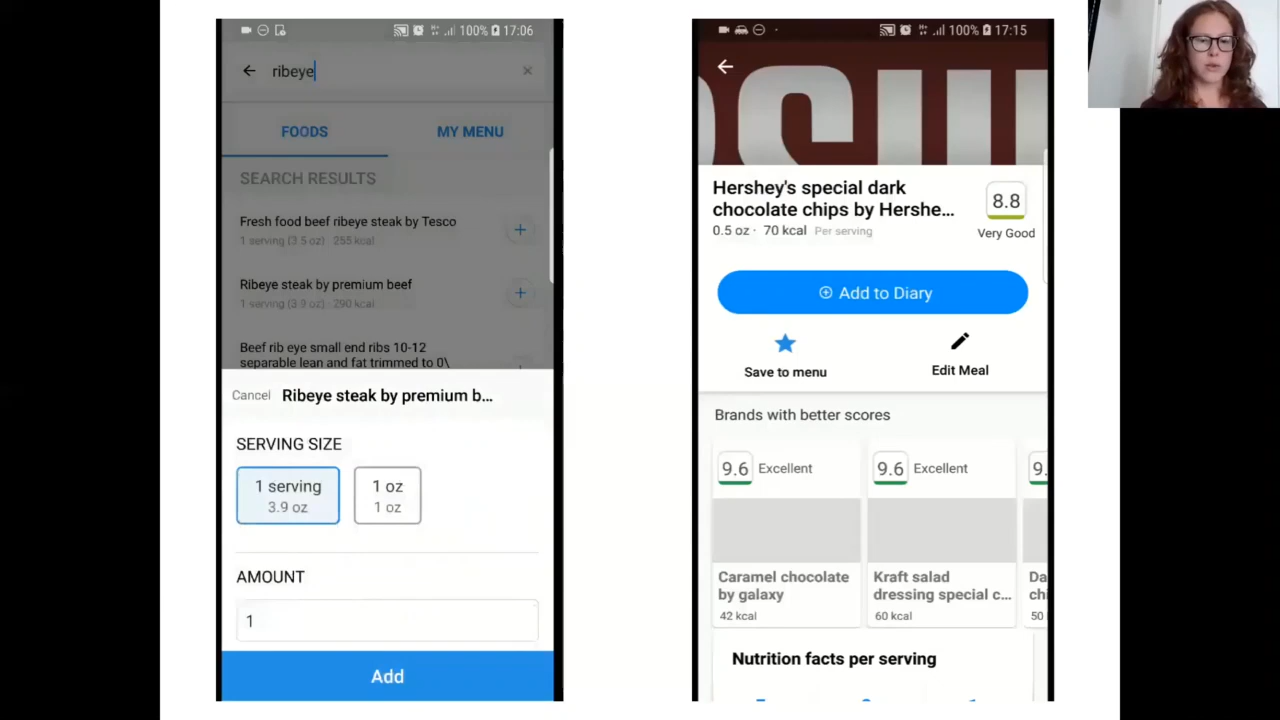 100% 17:06
ribeye
FOODS
MY MENU
SEARCH RESULTS
Fresh food beef ribeye steak by Tesco
1 serving (3.5 oz) · 255 kcal
Ribeye steak by premium beef
1 serving (3.9 oz) · 290 kcal
Beef rib eye small end ribs 10-12
separable lean and fat trimmed to 0\
Cancel
Ribeye steak by premium b...
SERVING SIZE
1 serving
3.9 oz
1 oz
1 oz
AMOUNT
1
Add
100% 17:15
Hershey's special dark
chocolate chips by Hershe...
0.5 oz · 70 kcal Per serving
8.8
Very Good
Add to Diary
Save to menu
Edit Meal
Brands with better scores
9.6 Excellent
Caramel chocolate
by galaxy
42 kcal
9.6 Excellent
Kraft salad
dressing special c...
60 kcal
9.
Da
chi
50
Nutrition facts per serving